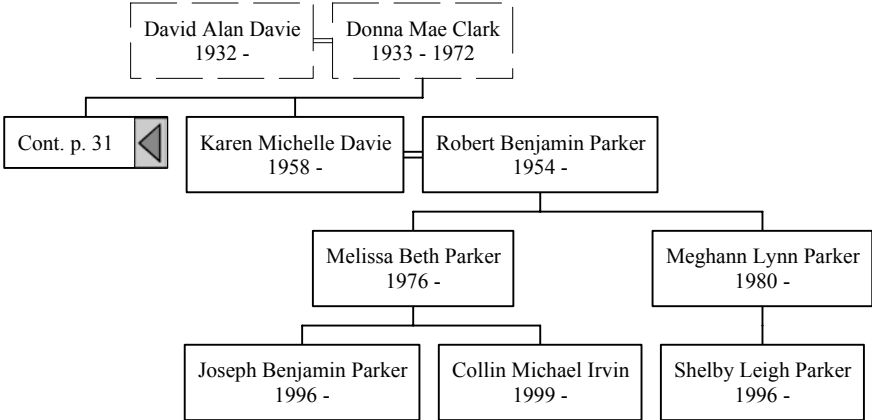 David Alan Davie
1932 -
Donna Mae Clark
1933 - 1972
Cont. p. 31
Karen Michelle Davie
1958 -
Robert Benjamin Parker
1954 -
Melissa Beth Parker
1976 -
Meghann Lynn Parker
1980 -
Joseph Benjamin Parker
1996 -
Collin Michael Irvin
1999 -
Shelby Leigh Parker
1996 -